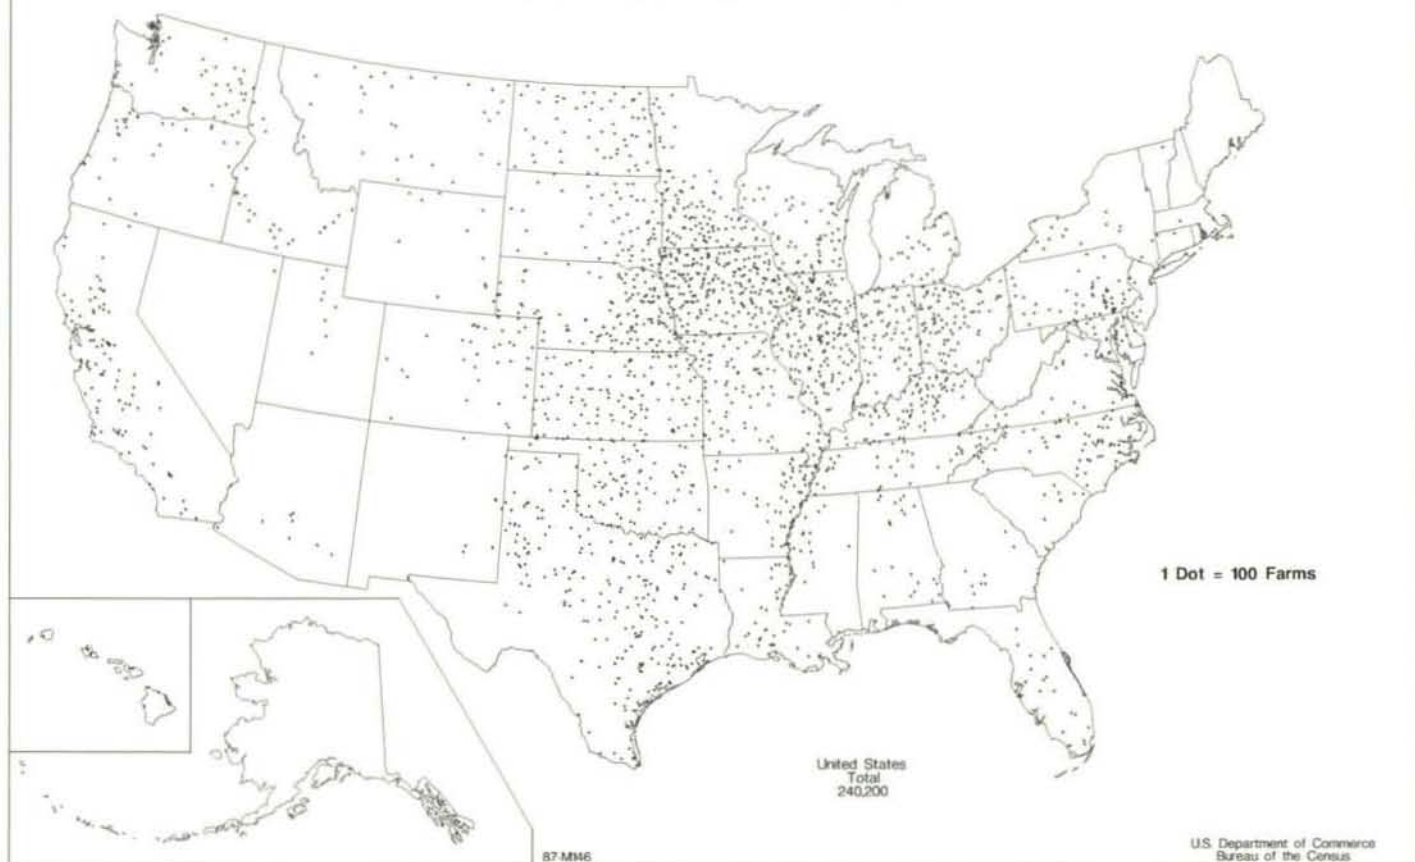 1 Dot = 100 Farms
United States
Total
240,200
87-M146
U.S. Department of Commerce
Bureau of the Census